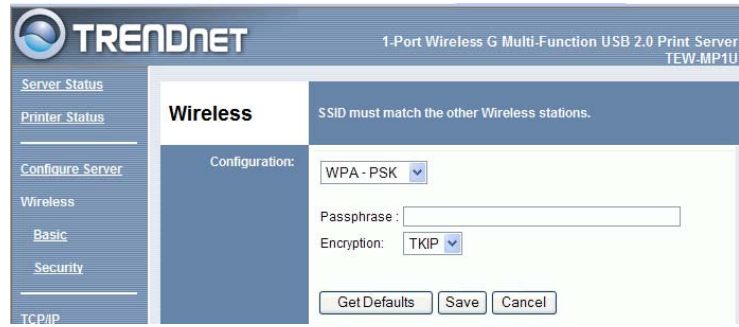 TRENDNET
1-Port Wireless G Multi-Function USB 2.0 Print Server
TEW-MP1U
Server Status
Printer Status
Configure Server
Wireless
Basic
Security
TCP/IP
Wireless
SSID must match the other Wireless stations.
Configuration:
WPA - PSK
Passphrase :
Encryption: TKIP
Get Defaults Save Cancel